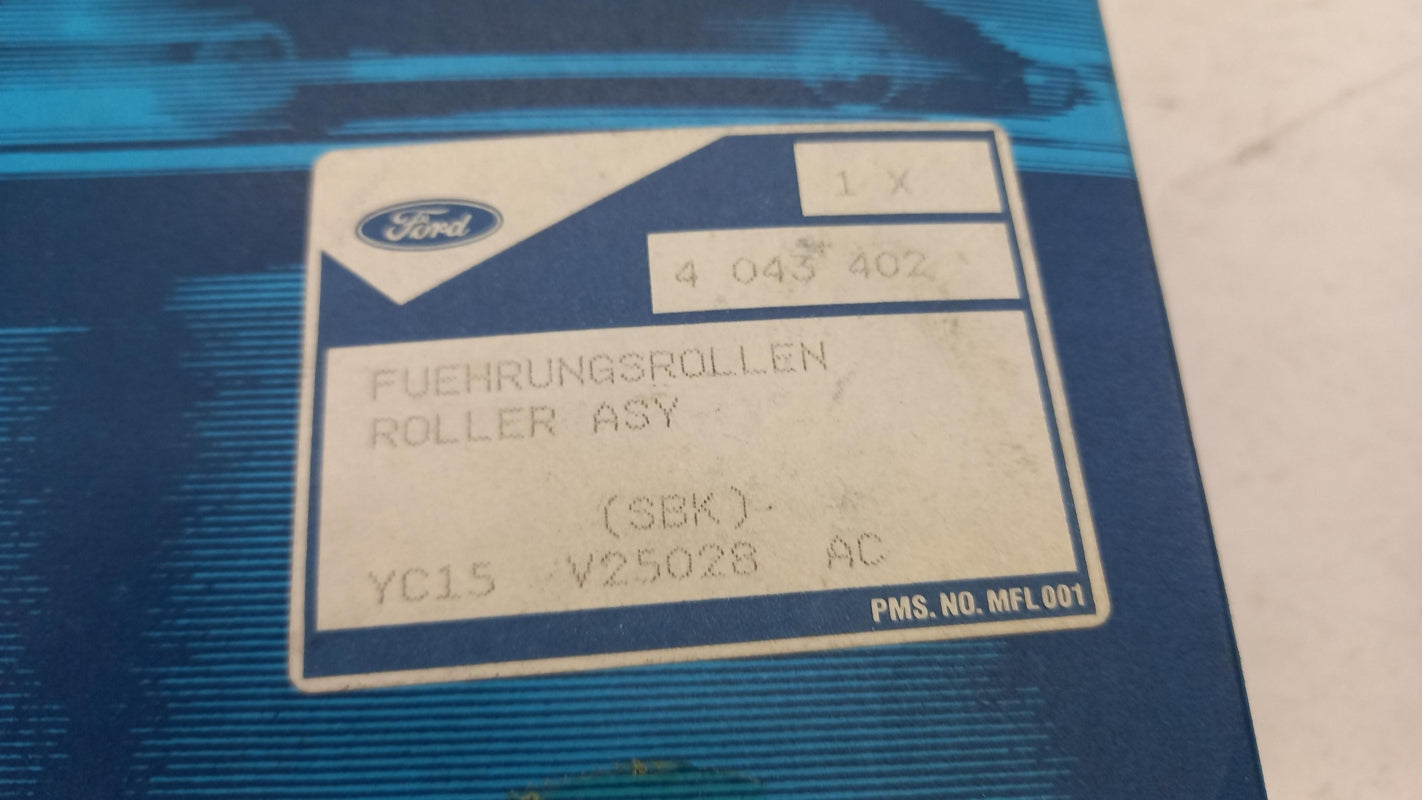 Ford
1 X
4 043 402
FUEHRUNGSROLLEN
ROLLER ASY
(SBK)
YC15 V25028 AC
PMS. NO. MFL 001